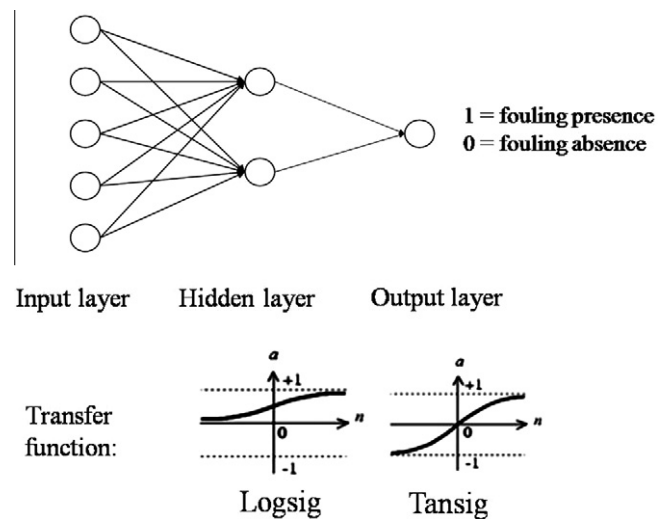 1 = fouling presence
0 = fouling absence
Input layer Hidden layer Output layer
Transfer
function:
a
+1
n
0
-1
Logsig
a
+1
n
0
-1
Tansig